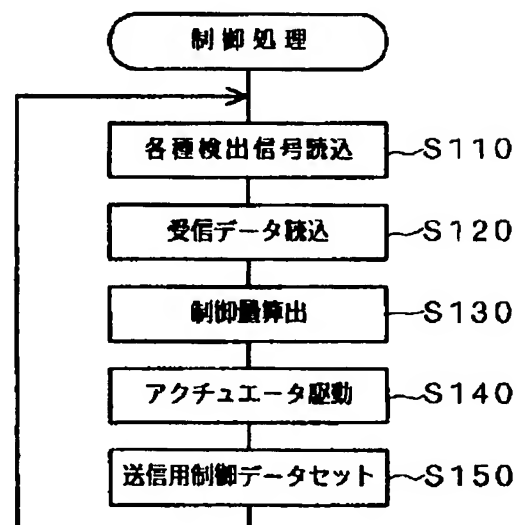 制御処理
各種検出信号読込 S110
受信データ読込 S120
制御量算出 S130
アクチュエータ駆動 S140
送信用制御データセット S150